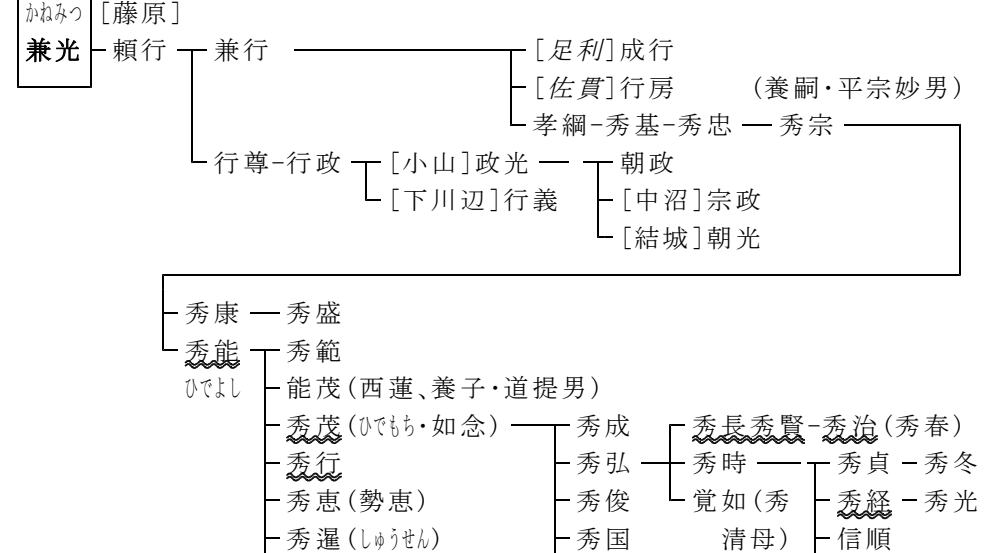 かねみつ [藤原]
兼光 頼行 兼行 [足利]成行
[佐貫]行房 (養嗣・平宗妙男)
孝綱-秀基-秀忠 秀宗
行尊-行政 [小山]政光 朝政
[下川辺]行義 [中沼]宗政
[結城]朝光
秀康 秀盛
秀能 秀範
ひでよし 能茂(西蓮、養子・道提男)
秀茂(ひでもち・如念) 秀成 秀長秀賢-秀治(秀春)
秀行 秀弘 秀時 秀貞 秀冬
秀恵(勢恵) 秀俊 覚如(秀 秀経 秀光
秀暹(しゅうせん) 秀国 清母) 信順